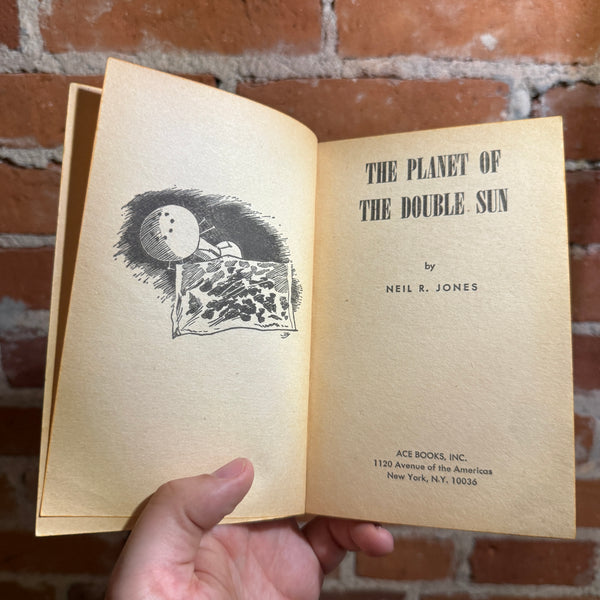 THE PLANET OF
THE DOUBLE SUN
by
NEIL R. JONES
ACE BOOKS, INC.
1120 Avenue of the Americas
New York, N.Y. 10036